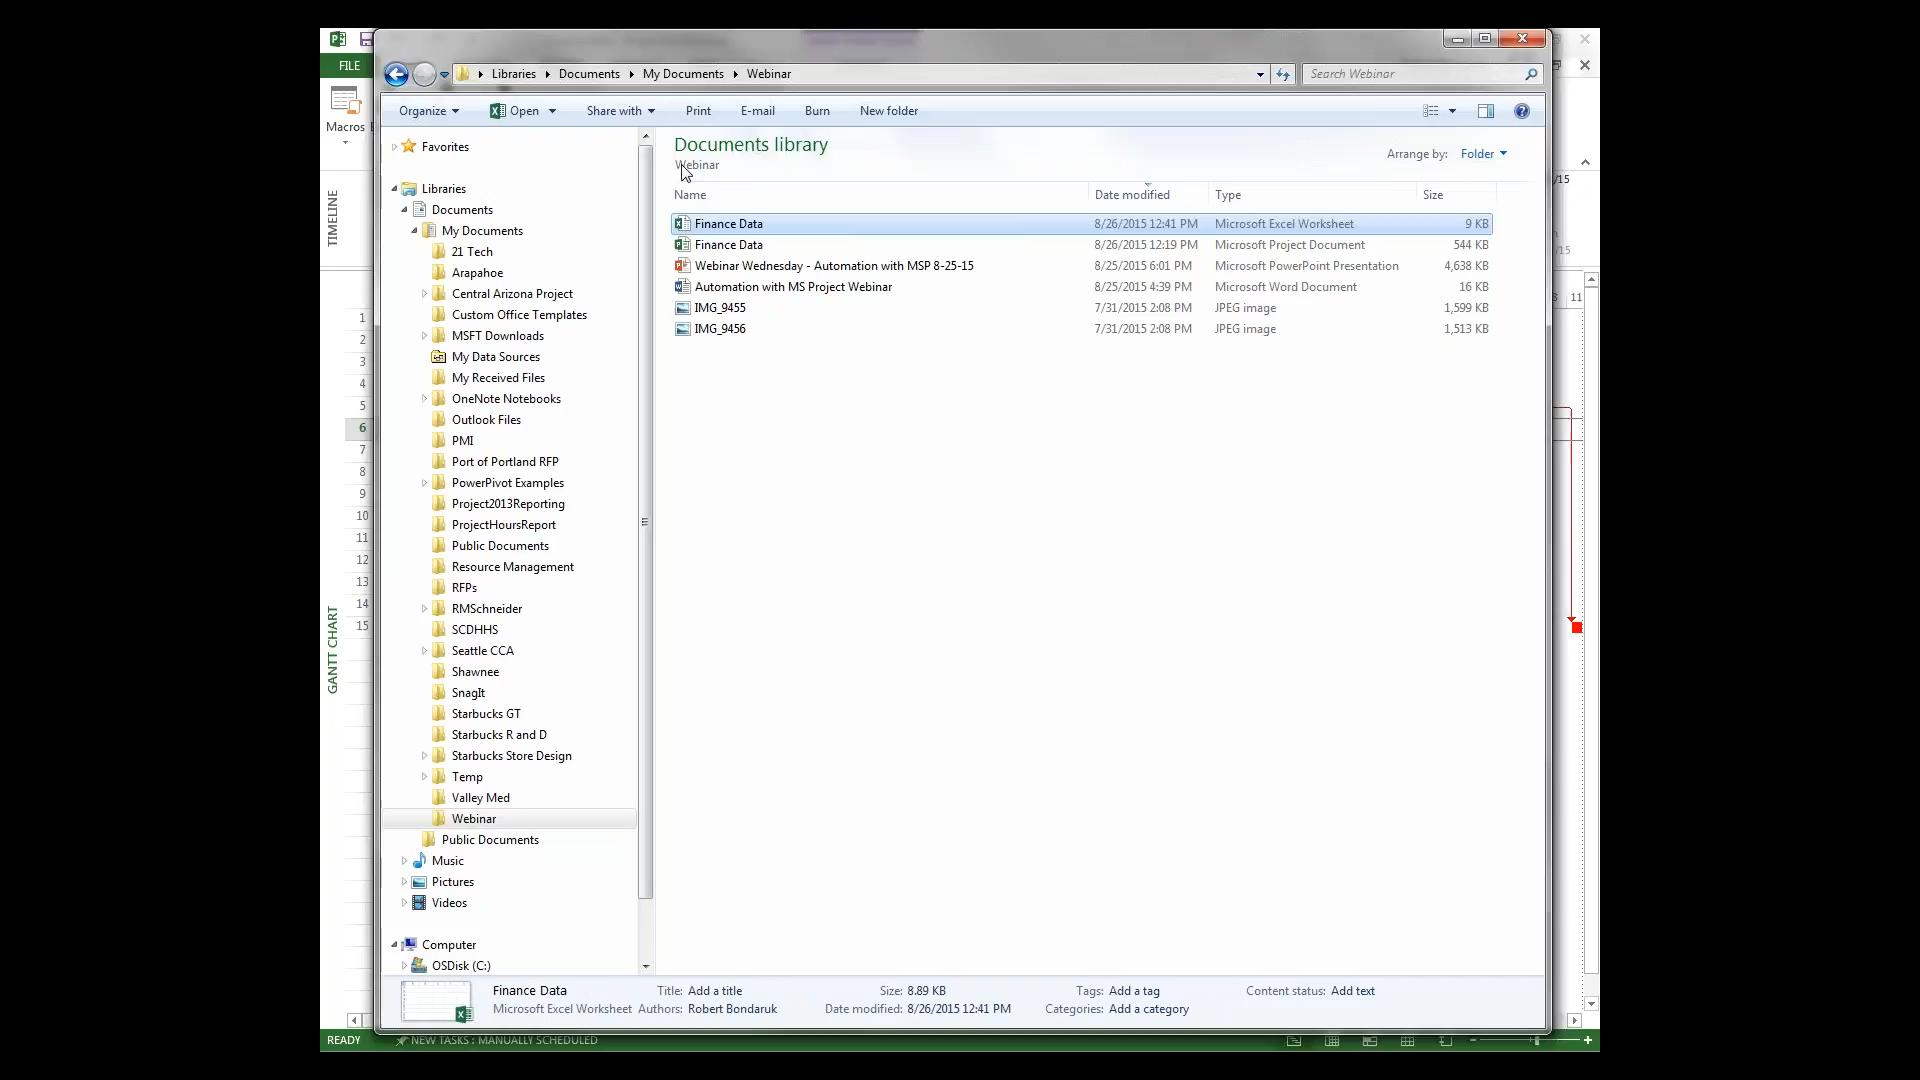 Libraries Documents My Documents Webinar
Search Webinar
FILE
Organize Open Share with Print E-mail Burn New folder
Macros
Favorites
Libraries
Documents
My Documents
21 Tech
Arapahoe
Central Arizona Project
Custom Office Templates
MSFT Downloads
My Data Sources
My Received Files
OneNote Notebooks
Outlook Files
PMI
Port of Portland RFP
PowerPivot Examples
Project2013Reporting
ProjectHoursReport
Public Documents
Resource Management
RFPs
RMSchneider
SCDHHS
Seattle CCA
Shawnee
SnagIt
Starbucks GT
Starbucks R and D
Starbucks Store Design
Temp
Valley Med
Webinar
Public Documents
Music
Pictures
Videos
Computer
OSDisk (C:)
Documents library
Webinar
Arrange by: Folder
Name Date modified Type Size
Finance Data 8/26/2015 12:41 PM Microsoft Excel Worksheet 9 KB
Finance Data 8/26/2015 12:19 PM Microsoft Project Document 544 KB
Webinar Wednesday - Automation with MSP 8-25-15 8/25/2015 6:01 PM Microsoft PowerPoint Presentation 4,638 KB
Automation with MS Project Webinar 8/25/2015 4:39 PM Microsoft Word Document 16 KB
IMG_9455 7/31/2015 2:08 PM JPEG image 1,599 KB
IMG_9456 7/31/2015 2:08 PM JPEG image 1,513 KB
TIMELINE
GANTT CHART
1
2
3
4
5
6
7
8
9
10
11
12
13
14
15
/15
/15
11
Finance Data Title: Add a title Size: 8.89 KB Tags: Add a tag Content status: Add text
Microsoft Excel Worksheet Authors: Robert Bondaruk Date modified: 8/26/2015 12:41 PM Categories: Add a category
READY NEW TASKS : MANUALLY SCHEDULED